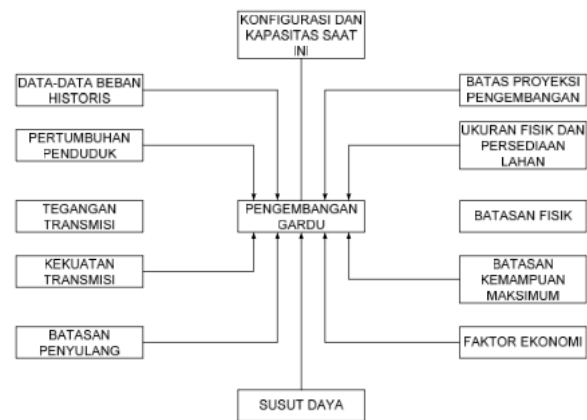 KONFIGURASI DAN
KAPASITAS SAAT
INI
DATA-DATA BEBAN
HISTORIS
BATAS PROYEKSI
PENGEMBANGAN
PERTUMBUHAN
PENDUDUK
UKURAN FISIK DAN
PERSEDIAAN
LAHAN
TEGANGAN
TRANSMISI
PENGEMBANGAN
GARDU
BATASAN FISIK
KEKUATAN
TRANSMISI
BATASAN
KEMAMPUAN
MAKSIMUM
BATASAN
PENYULANG
FAKTOR EKONOMI
SUSUT DAYA